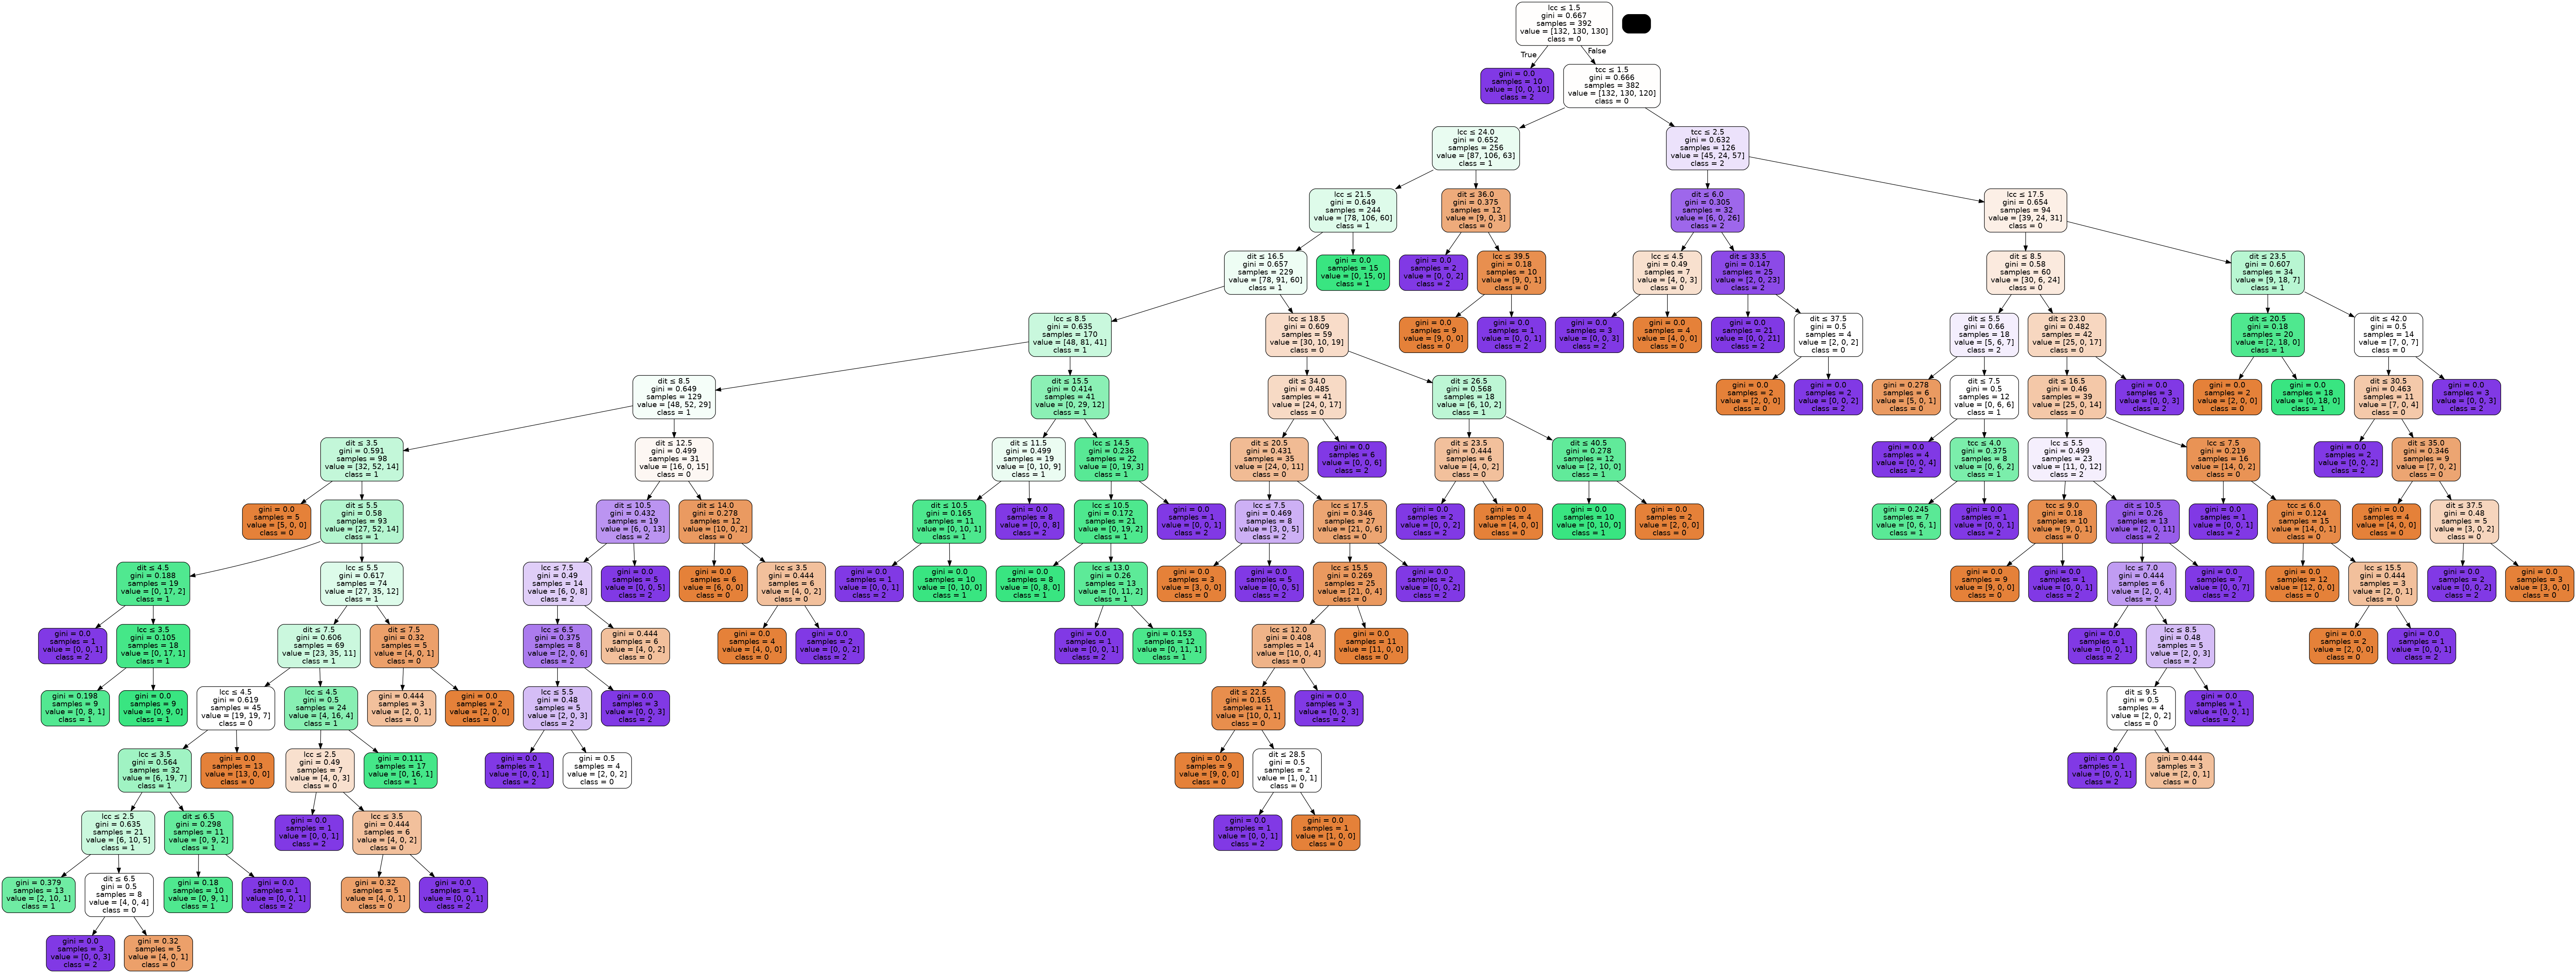 lcc ≤ 1.5
gini = 0.667
samples = 392
value = [132, 130, 130]
class = 0
True
False
gini = 0.0
samples = 10
value = [0, 0, 10]
class = 2
tcc ≤ 1.5
gini = 0.666
samples = 382
value = [132, 130, 120]
class = 0
lcc ≤ 24.0
gini = 0.652
samples = 256
value = [87, 106, 63]
class = 1
tcc ≤ 2.5
gini = 0.632
samples = 126
value = [45, 24, 57]
class = 2
lcc ≤ 21.5
gini = 0.649
samples = 244
value = [78, 106, 60]
class = 1
dit ≤ 36.0
gini = 0.375
samples = 12
value = [9, 0, 3]
class = 0
dit ≤ 6.0
gini = 0.305
samples = 32
value = [6, 0, 26]
class = 2
lcc ≤ 17.5
gini = 0.654
samples = 94
value = [39, 24, 31]
class = 0
dit ≤ 16.5
gini = 0.657
samples = 229
value = [78, 91, 60]
class = 1
gini = 0.0
samples = 15
value = [0, 15, 0]
class = 1
gini = 0.0
samples = 2
value = [0, 0, 2]
class = 2
lcc ≤ 39.5
gini = 0.18
samples = 10
value = [9, 0, 1]
class = 0
lcc ≤ 4.5
gini = 0.49
samples = 7
value = [4, 0, 3]
class = 0
dit ≤ 33.5
gini = 0.147
samples = 25
value = [2, 0, 23]
class = 2
dit ≤ 8.5
gini = 0.58
samples = 60
value = [30, 6, 24]
class = 0
dit ≤ 23.5
gini = 0.607
samples = 34
value = [9, 18, 7]
class = 1
lcc ≤ 8.5
gini = 0.635
samples = 170
value = [48, 81, 41]
class = 1
lcc ≤ 18.5
gini = 0.609
samples = 59
value = [30, 10, 19]
class = 0
gini = 0.0
samples = 9
value = [9, 0, 0]
class = 0
gini = 0.0
samples = 1
value = [0, 0, 1]
class = 2
gini = 0.0
samples = 3
value = [0, 0, 3]
class = 2
gini = 0.0
samples = 4
value = [4, 0, 0]
class = 0
gini = 0.0
samples = 21
value = [0, 0, 21]
class = 2
dit ≤ 37.5
gini = 0.5
samples = 4
value = [2, 0, 2]
class = 0
dit ≤ 5.5
gini = 0.66
samples = 18
value = [5, 6, 7]
class = 2
dit ≤ 23.0
gini = 0.482
samples = 42
value = [25, 0, 17]
class = 0
dit ≤ 20.5
gini = 0.18
samples = 20
value = [2, 18, 0]
class = 1
dit ≤ 42.0
gini = 0.5
samples = 14
value = [7, 0, 7]
class = 0
dit ≤ 8.5
gini = 0.649
samples = 129
value = [48, 52, 29]
class = 1
dit ≤ 15.5
gini = 0.414
samples = 41
value = [0, 29, 12]
class = 1
dit ≤ 34.0
gini = 0.485
samples = 41
value = [24, 0, 17]
class = 0
dit ≤ 26.5
gini = 0.568
samples = 18
value = [6, 10, 2]
class = 1
gini = 0.0
samples = 2
value = [2, 0, 0]
class = 0
gini = 0.0
samples = 2
value = [0, 0, 2]
class = 2
gini = 0.278
samples = 6
value = [5, 0, 1]
class = 0
dit ≤ 7.5
gini = 0.5
samples = 12
value = [0, 6, 6]
class = 1
dit ≤ 16.5
gini = 0.46
samples = 39
value = [25, 0, 14]
class = 0
gini = 0.0
samples = 3
value = [0, 0, 3]
class = 2
gini = 0.0
samples = 2
value = [2, 0, 0]
class = 0
gini = 0.0
samples = 18
value = [0, 18, 0]
class = 1
dit ≤ 30.5
gini = 0.463
samples = 11
value = [7, 0, 4]
class = 0
gini = 0.0
samples = 3
value = [0, 0, 3]
class = 2
dit ≤ 3.5
gini = 0.591
samples = 98
value = [32, 52, 14]
class = 1
dit ≤ 12.5
gini = 0.499
samples = 31
value = [16, 0, 15]
class = 0
dit ≤ 11.5
gini = 0.499
samples = 19
value = [0, 10, 9]
class = 1
lcc ≤ 14.5
gini = 0.236
samples = 22
value = [0, 19, 3]
class = 1
dit ≤ 20.5
gini = 0.431
samples = 35
value = [24, 0, 11]
class = 0
gini = 0.0
samples = 6
value = [0, 0, 6]
class = 2
dit ≤ 23.5
gini = 0.444
samples = 6
value = [4, 0, 2]
class = 0
dit ≤ 40.5
gini = 0.278
samples = 12
value = [2, 10, 0]
class = 1
gini = 0.0
samples = 4
value = [0, 0, 4]
class = 2
tcc ≤ 4.0
gini = 0.375
samples = 8
value = [0, 6, 2]
class = 1
lcc ≤ 5.5
gini = 0.499
samples = 23
value = [11, 0, 12]
class = 2
lcc ≤ 7.5
gini = 0.219
samples = 16
value = [14, 0, 2]
class = 0
gini = 0.0
samples = 2
value = [0, 0, 2]
class = 2
dit ≤ 35.0
gini = 0.346
samples = 9
value = [7, 0, 2]
class = 0
gini = 0.0
samples = 5
value = [5, 0, 0]
class = 0
dit ≤ 5.5
gini = 0.58
samples = 93
value = [27, 52, 14]
class = 1
dit ≤ 10.5
gini = 0.432
samples = 19
value = [6, 0, 13]
class = 2
dit ≤ 14.0
gini = 0.278
samples = 12
value = [10, 0, 2]
class = 0
dit ≤ 10.5
gini = 0.165
samples = 11
value = [0, 10, 1]
class = 1
gini = 0.0
samples = 8
value = [0, 0, 8]
class = 2
lcc ≤ 10.5
gini = 0.172
samples = 21
value = [0, 19, 2]
class = 1
gini = 0.0
samples = 1
value = [0, 0, 1]
class = 2
lcc ≤ 7.5
gini = 0.469
samples = 8
value = [3, 0, 5]
class = 2
lcc ≤ 17.5
gini = 0.346
samples = 27
value = [21, 0, 6]
class = 0
gini = 0.0
samples = 2
value = [0, 0, 2]
class = 2
gini = 0.0
samples = 4
value = [4, 0, 0]
class = 0
gini = 0.0
samples = 10
value = [0, 10, 0]
class = 1
gini = 0.0
samples = 2
value = [2, 0, 0]
class = 0
gini = 0.245
samples = 7
value = [0, 6, 1]
class = 1
gini = 0.0
samples = 1
value = [0, 0, 1]
class = 2
tcc ≤ 9.0
gini = 0.18
samples = 10
value = [9, 0, 1]
class = 0
dit ≤ 10.5
gini = 0.26
samples = 13
value = [2, 0, 11]
class = 2
gini = 0.0
samples = 1
value = [0, 0, 1]
class = 2
tcc ≤ 6.0
gini = 0.124
samples = 15
value = [14, 0, 1]
class = 0
gini = 0.0
samples = 4
value = [4, 0, 0]
class = 0
dit ≤ 37.5
gini = 0.48
samples = 5
value = [3, 0, 2]
class = 0
dit ≤ 4.5
gini = 0.188
samples = 19
value = [0, 17, 2]
class = 1
lcc ≤ 5.5
gini = 0.617
samples = 74
value = [27, 35, 12]
class = 1
lcc ≤ 7.5
gini = 0.49
samples = 14
value = [6, 0, 8]
class = 2
gini = 0.0
samples = 5
value = [0, 0, 5]
class = 2
gini = 0.0
samples = 6
value = [6, 0, 0]
class = 0
lcc ≤ 3.5
gini = 0.444
samples = 6
value = [4, 0, 2]
class = 0
gini = 0.0
samples = 1
value = [0, 0, 1]
class = 2
gini = 0.0
samples = 10
value = [0, 10, 0]
class = 1
gini = 0.0
samples = 8
value = [0, 8, 0]
class = 1
lcc ≤ 13.0
gini = 0.26
samples = 13
value = [0, 11, 2]
class = 1
gini = 0.0
samples = 3
value = [3, 0, 0]
class = 0
gini = 0.0
samples = 5
value = [0, 0, 5]
class = 2
lcc ≤ 15.5
gini = 0.269
samples = 25
value = [21, 0, 4]
class = 0
gini = 0.0
samples = 2
value = [0, 0, 2]
class = 2
gini = 0.0
samples = 9
value = [9, 0, 0]
class = 0
gini = 0.0
samples = 1
value = [0, 0, 1]
class = 2
lcc ≤ 7.0
gini = 0.444
samples = 6
value = [2, 0, 4]
class = 2
gini = 0.0
samples = 7
value = [0, 0, 7]
class = 2
gini = 0.0
samples = 12
value = [12, 0, 0]
class = 0
lcc ≤ 15.5
gini = 0.444
samples = 3
value = [2, 0, 1]
class = 0
gini = 0.0
samples = 2
value = [0, 0, 2]
class = 2
gini = 0.0
samples = 3
value = [3, 0, 0]
class = 0
gini = 0.0
samples = 1
value = [0, 0, 1]
class = 2
lcc ≤ 3.5
gini = 0.105
samples = 18
value = [0, 17, 1]
class = 1
dit ≤ 7.5
gini = 0.606
samples = 69
value = [23, 35, 11]
class = 1
dit ≤ 7.5
gini = 0.32
samples = 5
value = [4, 0, 1]
class = 0
lcc ≤ 6.5
gini = 0.375
samples = 8
value = [2, 0, 6]
class = 2
gini = 0.444
samples = 6
value = [4, 0, 2]
class = 0
gini = 0.0
samples = 4
value = [4, 0, 0]
class = 0
gini = 0.0
samples = 2
value = [0, 0, 2]
class = 2
gini = 0.0
samples = 1
value = [0, 0, 1]
class = 2
gini = 0.153
samples = 12
value = [0, 11, 1]
class = 1
lcc ≤ 12.0
gini = 0.408
samples = 14
value = [10, 0, 4]
class = 0
gini = 0.0
samples = 11
value = [11, 0, 0]
class = 0
gini = 0.0
samples = 1
value = [0, 0, 1]
class = 2
lcc ≤ 8.5
gini = 0.48
samples = 5
value = [2, 0, 3]
class = 2
gini = 0.0
samples = 2
value = [2, 0, 0]
class = 0
gini = 0.0
samples = 1
value = [0, 0, 1]
class = 2
gini = 0.198
samples = 9
value = [0, 8, 1]
class = 1
gini = 0.0
samples = 9
value = [0, 9, 0]
class = 1
lcc ≤ 4.5
gini = 0.619
samples = 45
value = [19, 19, 7]
class = 0
lcc ≤ 4.5
gini = 0.5
samples = 24
value = [4, 16, 4]
class = 1
gini = 0.444
samples = 3
value = [2, 0, 1]
class = 0
gini = 0.0
samples = 2
value = [2, 0, 0]
class = 0
lcc ≤ 5.5
gini = 0.48
samples = 5
value = [2, 0, 3]
class = 2
gini = 0.0
samples = 3
value = [0, 0, 3]
class = 2
dit ≤ 22.5
gini = 0.165
samples = 11
value = [10, 0, 1]
class = 0
gini = 0.0
samples = 3
value = [0, 0, 3]
class = 2
dit ≤ 9.5
gini = 0.5
samples = 4
value = [2, 0, 2]
class = 0
gini = 0.0
samples = 1
value = [0, 0, 1]
class = 2
lcc ≤ 3.5
gini = 0.564
samples = 32
value = [6, 19, 7]
class = 1
gini = 0.0
samples = 13
value = [13, 0, 0]
class = 0
lcc ≤ 2.5
gini = 0.49
samples = 7
value = [4, 0, 3]
class = 0
gini = 0.111
samples = 17
value = [0, 16, 1]
class = 1
gini = 0.0
samples = 1
value = [0, 0, 1]
class = 2
gini = 0.5
samples = 4
value = [2, 0, 2]
class = 0
gini = 0.0
samples = 9
value = [9, 0, 0]
class = 0
dit ≤ 28.5
gini = 0.5
samples = 2
value = [1, 0, 1]
class = 0
gini = 0.0
samples = 1
value = [0, 0, 1]
class = 2
gini = 0.444
samples = 3
value = [2, 0, 1]
class = 0
lcc ≤ 2.5
gini = 0.635
samples = 21
value = [6, 10, 5]
class = 1
dit ≤ 6.5
gini = 0.298
samples = 11
value = [0, 9, 2]
class = 1
gini = 0.0
samples = 1
value = [0, 0, 1]
class = 2
lcc ≤ 3.5
gini = 0.444
samples = 6
value = [4, 0, 2]
class = 0
gini = 0.0
samples = 1
value = [0, 0, 1]
class = 2
gini = 0.0
samples = 1
value = [1, 0, 0]
class = 0
gini = 0.379
samples = 13
value = [2, 10, 1]
class = 1
dit ≤ 6.5
gini = 0.5
samples = 8
value = [4, 0, 4]
class = 0
gini = 0.18
samples = 10
value = [0, 9, 1]
class = 1
gini = 0.0
samples = 1
value = [0, 0, 1]
class = 2
gini = 0.32
samples = 5
value = [4, 0, 1]
class = 0
gini = 0.0
samples = 1
value = [0, 0, 1]
class = 2
gini = 0.0
samples = 3
value = [0, 0, 3]
class = 2
gini = 0.32
samples = 5
value = [4, 0, 1]
class = 0